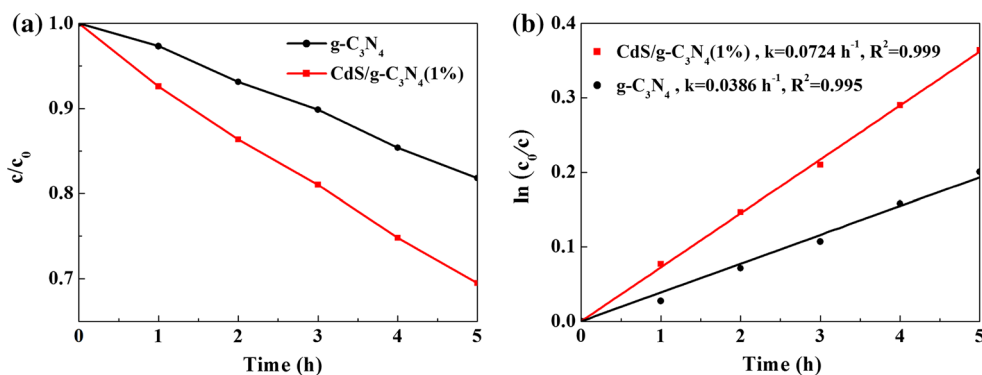 (a)
1.0
0.9
0.8
0.7
c/c₀
0
1
2
3
4
5
Time (h)
g-C₃N₄
CdS/g-C₃N₄(1%)
(b)
0.4
0.3
0.2
0.1
0.0
ln (c₀/c)
0
1
2
3
4
5
Time (h)
CdS/g-C₃N₄(1%) , k=0.0724 h⁻¹, R²=0.999
g-C₃N₄ , k=0.0386 h⁻¹, R²=0.995